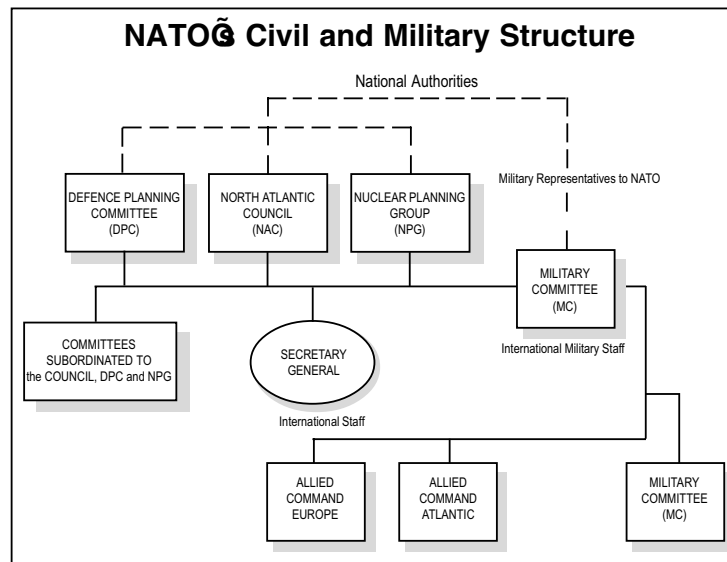 NATOÕs Civil and Military Structure
National Authorities
Military Representatives to NATO
DEFENCE PLANNING
COMMITTEE
(DPC)
NORTH ATLANTIC
COUNCIL
(NAC)
NUCLEAR PLANNING
GROUP
(NPG)
MILITARY
COMMITTEE
(MC)
International Military Staff
COMMITTEES
SUBORDINATED TO
the COUNCIL, DPC and NPG
SECRETARY
GENERAL
International Staff
ALLIED
COMMAND
EUROPE
ALLIED
COMMAND
ATLANTIC
MILITARY
COMMITTEE
(MC)